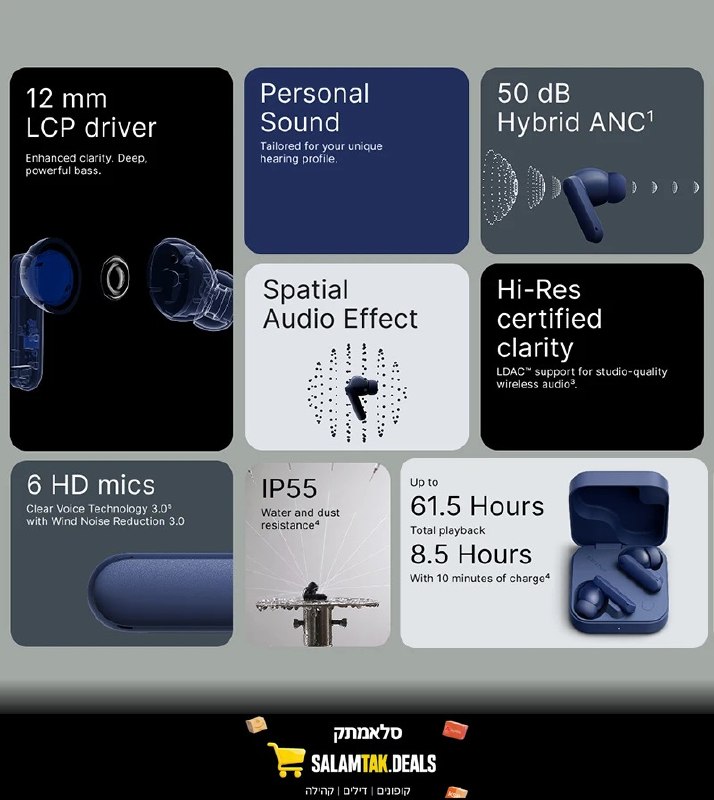 12 mm
LCP driver
Enhanced clarity. Deep,
powerful bass.
Personal
Sound
Tailored for your unique
hearing profile.
50 dB
Hybrid ANC¹
Spatial
Audio Effect
Hi-Res
certified
clarity
LDAC™ support for studio-quality
wireless audio³.
6 HD mics
Clear Voice Technology 3.0⁵
with Wind Noise Reduction 3.0
IP55
Water and dust
resistance⁴
Up to
61.5 Hours
Total playback
8.5 Hours
With 10 minutes of charge⁴
סלאמתק
SALAMTAK.DEALS
קופונים | דילים | קהילה